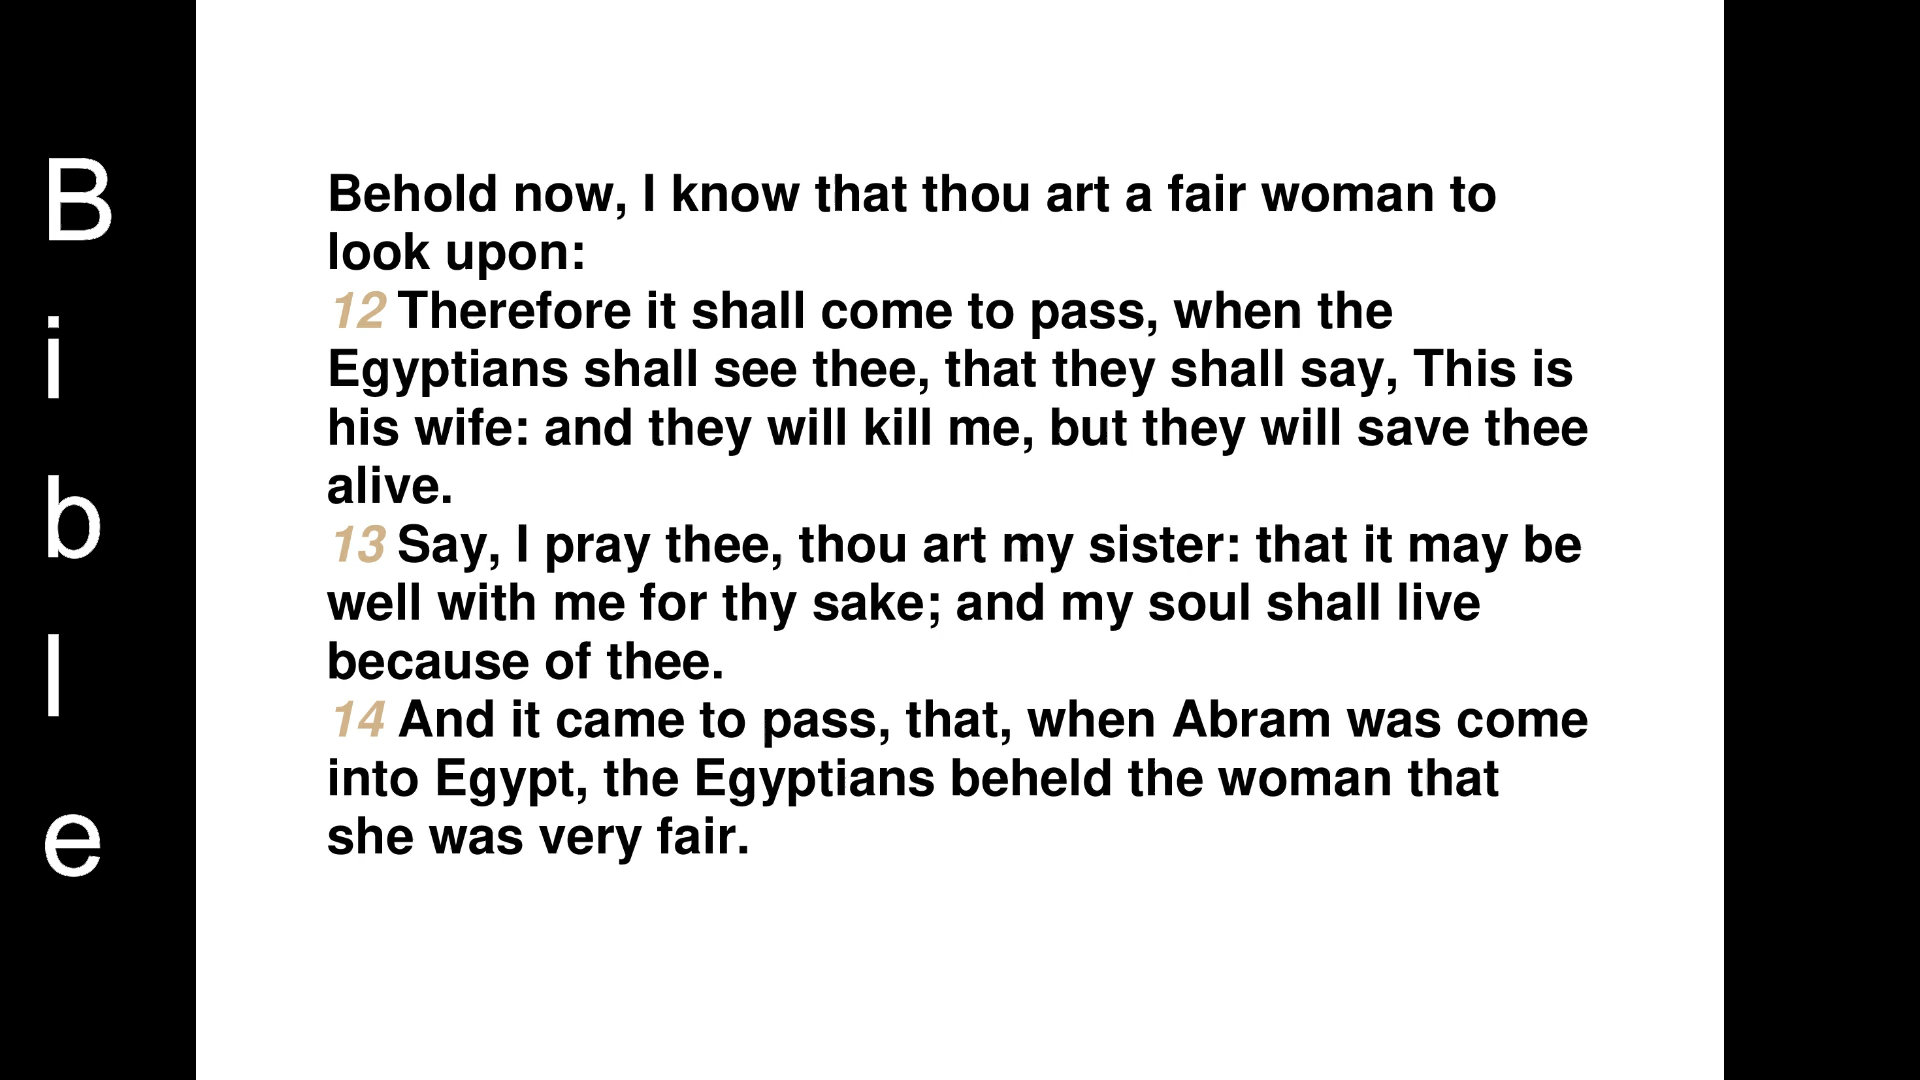 Bible
Behold now, I know that thou art a fair woman to
look upon:
12 Therefore it shall come to pass, when the
Egyptians shall see thee, that they shall say, This is
his wife: and they will kill me, but they will save thee
alive.
13 Say, I pray thee, thou art my sister: that it may be
well with me for thy sake; and my soul shall live
because of thee.
14 And it came to pass, that, when Abram was come
into Egypt, the Egyptians beheld the woman that
she was very fair.